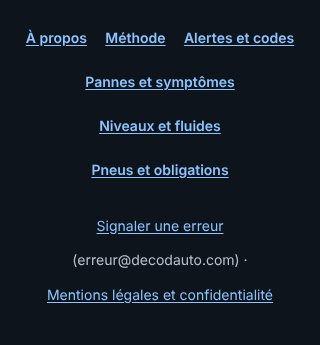 À propos Méthode Alertes et codes
Pannes et symptômes
Niveaux et fluides
Pneus et obligations
Signaler une erreur
(erreur@decodauto.com) ·
Mentions légales et confidentialité